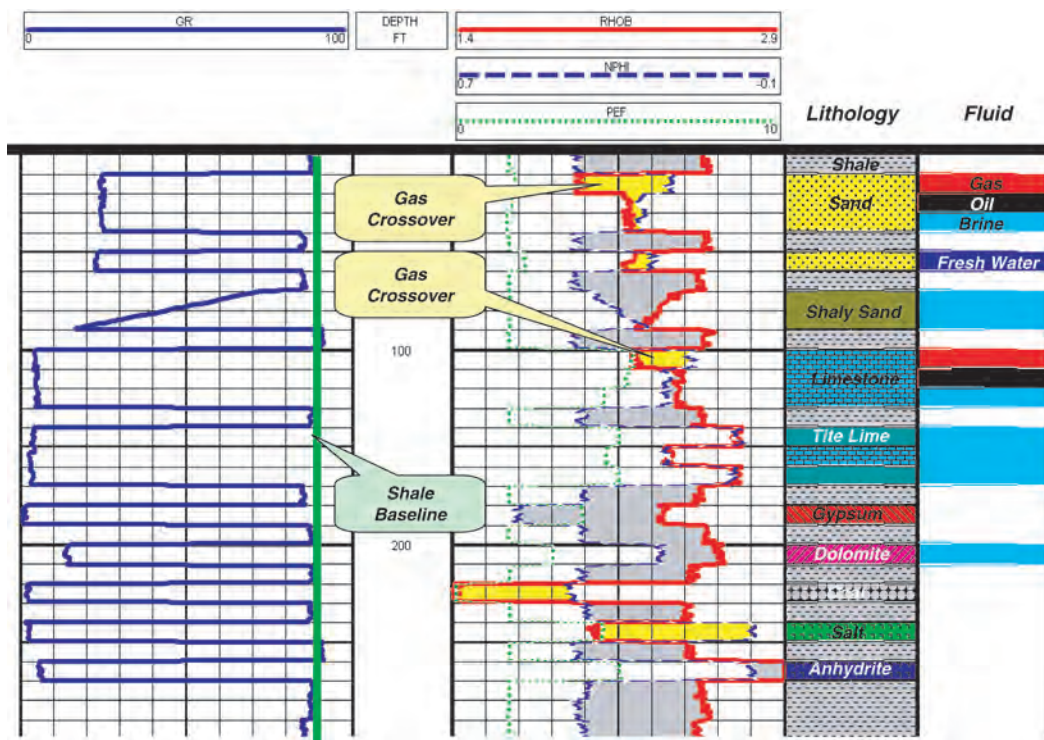 GR
0 100
DEPTH
FT
RHOB
1.4 2.9
NPHI
0.7 -0.1
PEF
0 10
Lithology
Fluid
Shale
Gas
Crossover
Sand
Gas
Oil
Brine
Gas
Crossover
Fresh Water
Shaly Sand
100
Limestone
Tite Lime
Shale
Baseline
Gypsum
200
Dolomite
Salt
Anhydrite